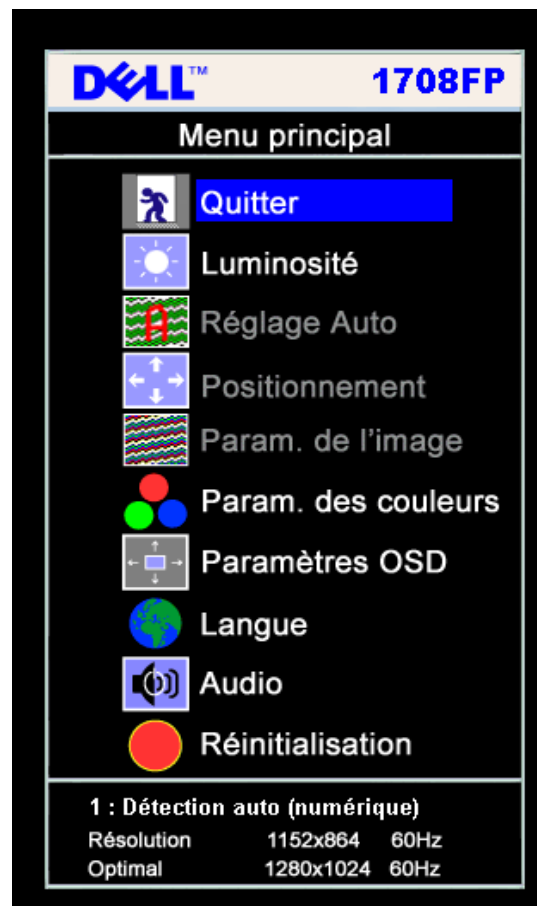 DELL™ 1708FP
Menu principal
Quitter
Luminosité
Réglage Auto
Positionnement
Param. de l'image
Param. des couleurs
Paramètres OSD
Langue
Audio
Réinitialisation
1 : Détection auto (numérique)
Résolution 1152x864 60Hz
Optimal 1280x1024 60Hz